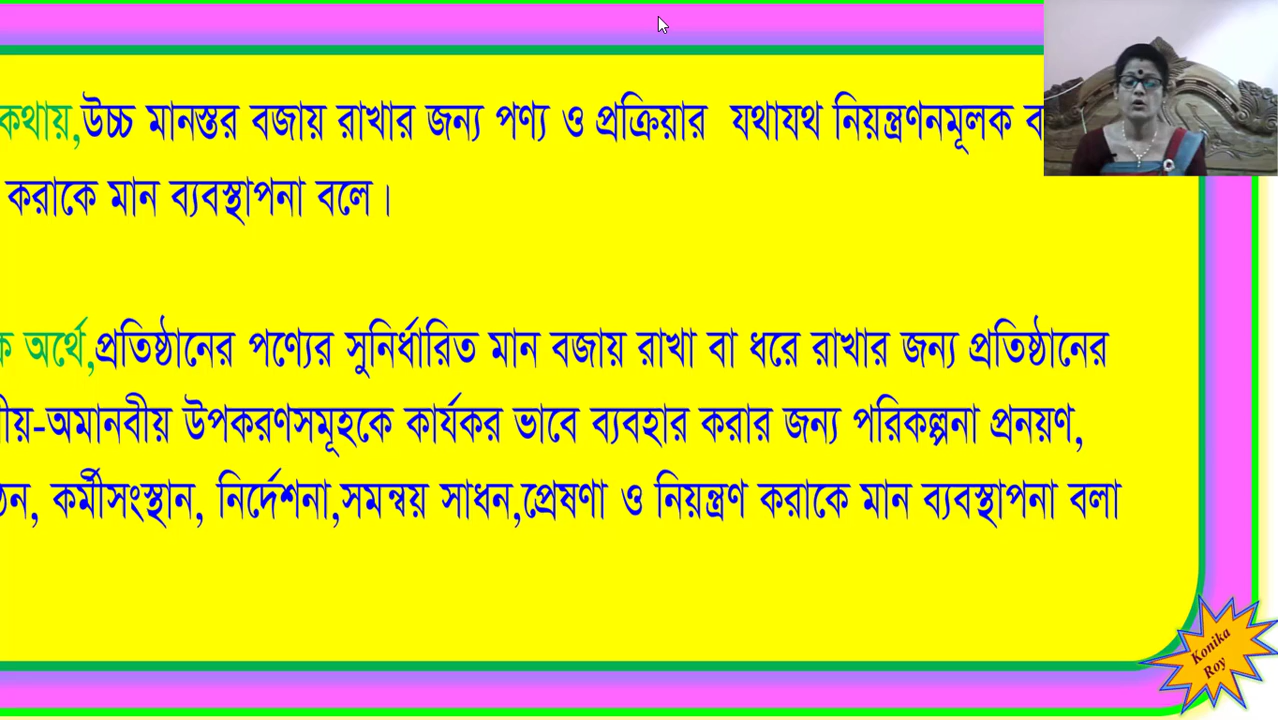 কথায়,উচ্চ মানস্তর বজায় রাখার জন্য পণ্য ও প্রক্রিয়ার যথাযথ নিয়ন্ত্রণনমূলক
করাকে মান ব্যবস্থাপনা বলে ।
অর্থে,প্রতিষ্ঠানের পণ্যের সুনির্ধারিত মান বজায় রাখা বা ধরে রাখার জন্য প্রতিষ্ঠানের
অমানবীয় উপকরণসমূহকে কার্যকর ভাবে ব্যবহার করার জন্য পরিকল্পনা প্রনয়ণ,
কর্মীসংস্থান, নির্দেশনা,সমন্বয় সাধন,প্রেষণা ও নিয়ন্ত্রণ করাকে মান ব্যবস্থাপনা বলা
Konika
Roy